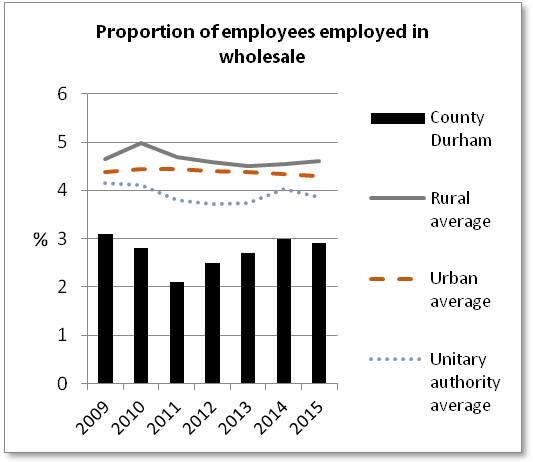 Proportion of employees employed in
wholesale
6
5
4
3
2
1
0
%
2009
2010
2011
2012
2013
2014
2015
County
Durham
Rural
average
Urban
average
Unitary
authority
average